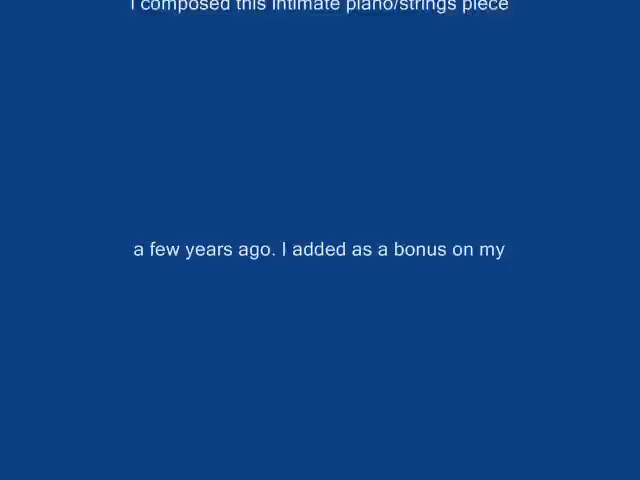 I composed this intimate piano/strings piece
a few years ago. I added as a bonus on my